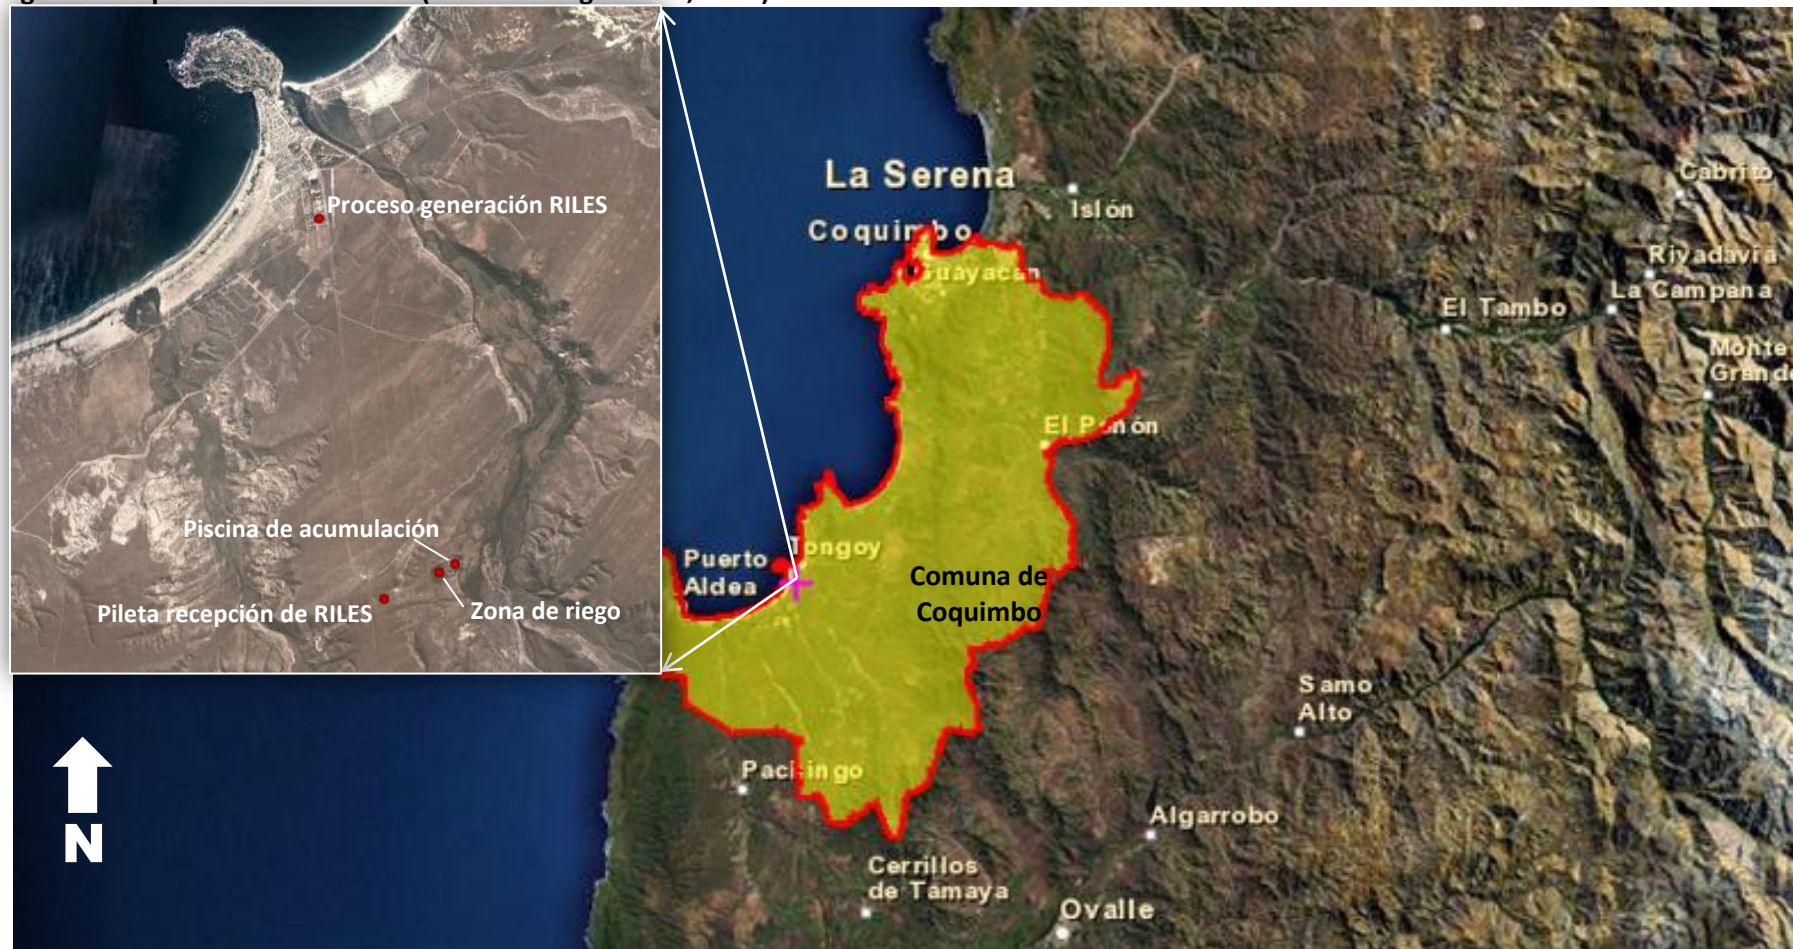 Proceso generación RILES
Piscina de acumulación
Pileta recepción de RILES
Zona de riego
La Serena
Islón
Coquimbo
Guayacán
Cabrito
Rivadavia
La Campana
El Tambo
Monte
Grande
El Peñón
Tongoy
Puerto
Aldea
Comuna de
Coquimbo
Samo
Alto
Pachingo
Algarrobo
Cerrillos
de Tamaya
Ovalle
N